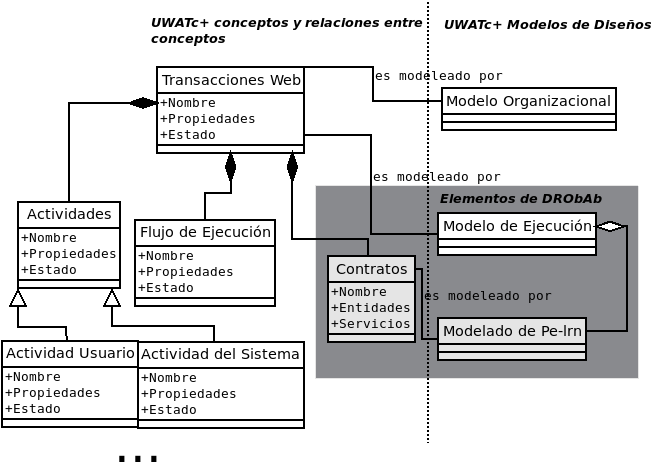 UWATc+ conceptos y relaciones entre
conceptos
UWATc+ Modelos de Diseños
Transacciones Web
+Nombre
+Propiedades
+Estado
es modeleado por
Modelo Organizacional
es modeleado por
Elementos de DRObAb
Modelo de Ejecución
Actividades
+Nombre
+Propiedades
+Estado
Flujo de Ejecución
+Nombre
+Propiedades
+Estado
Contratos
+Nombre
+Entidades
+Servicios
es modeleado por
Modelado de Pe-lrn
Actividad Usuario
+Nombre
+Propiedades
+Estado
Actividad del Sistema
+Nombre
+Propiedades
+Estado
...